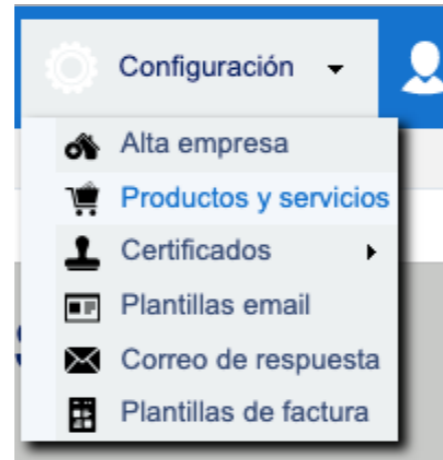 Configuración
Alta empresa
Productos y servicios
Certificados
Plantillas email
Correo de respuesta
Plantillas de factura